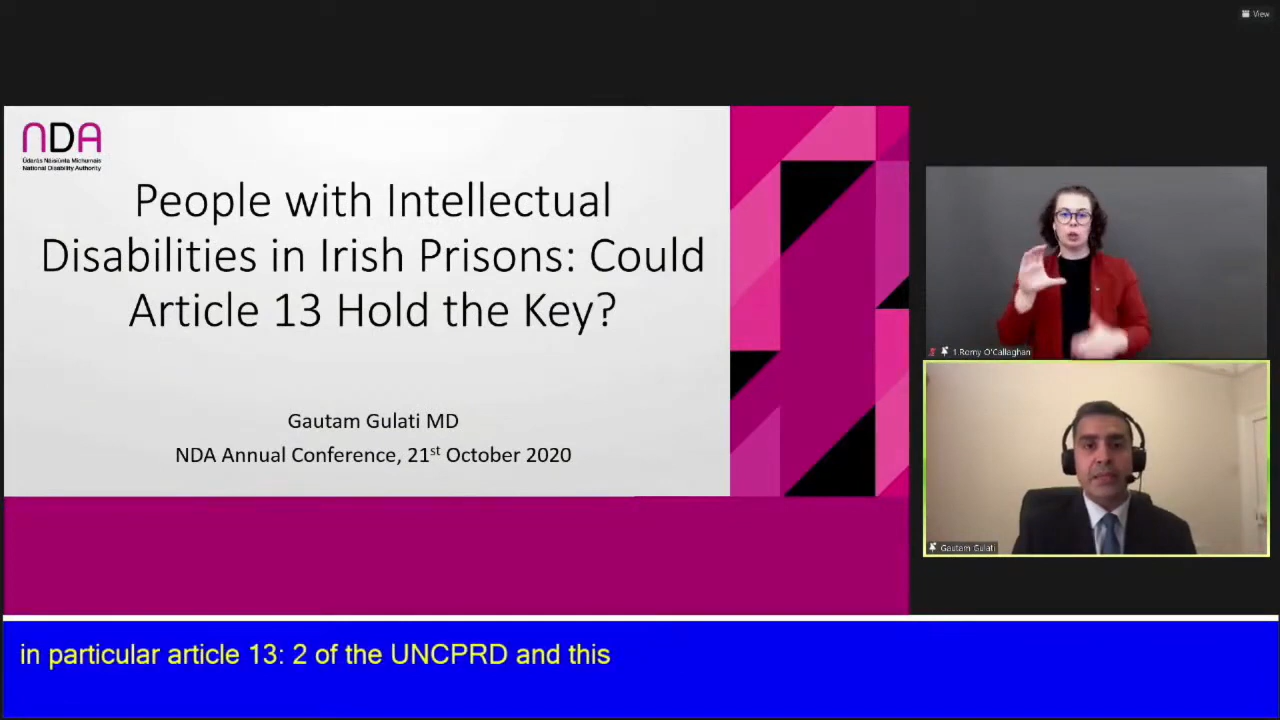 View
NDA
Údarás Náisiúnta Míchumais
National Disability Authority
People with Intellectual
Disabilities in Irish Prisons: Could
Article 13 Hold the Key?
Gautam Gulati MD
NDA Annual Conference, 21st October 2020
1 Romy O'Callaghan
Gautam Gulati
in particular article 13: 2 of the UNCPRD and this